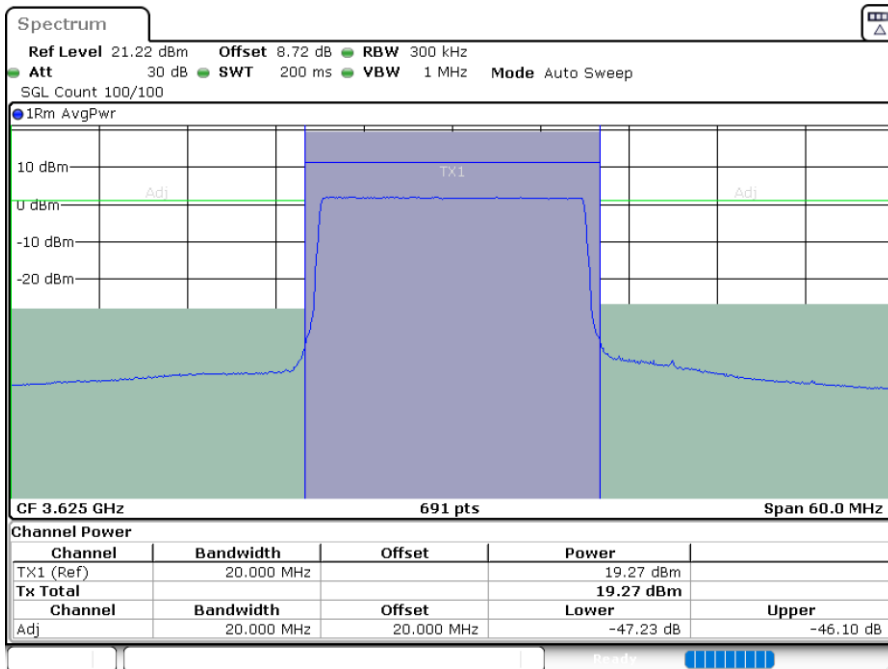 Spectrum
Ref Level 21.22 dBm Offset 8.72 dB RBW 300 kHz
Att 30 dB SWT 200 ms VBW 1 MHz Mode Auto Sweep
SGL Count 100/100
1Rm AvgPwr
10 dBm
TX1
Adj Adj
0 dBm
-10 dBm
-20 dBm
CF 3.625 GHz 691 pts Span 60.0 MHz
Channel Power
Channel Bandwidth Offset Power
TX1 (Ref) 20.000 MHz 19.27 dBm
Tx Total 19.27 dBm
Channel Bandwidth Offset Lower Upper
Adj 20.000 MHz 20.000 MHz -47.23 dB -46.10 dB
Ready